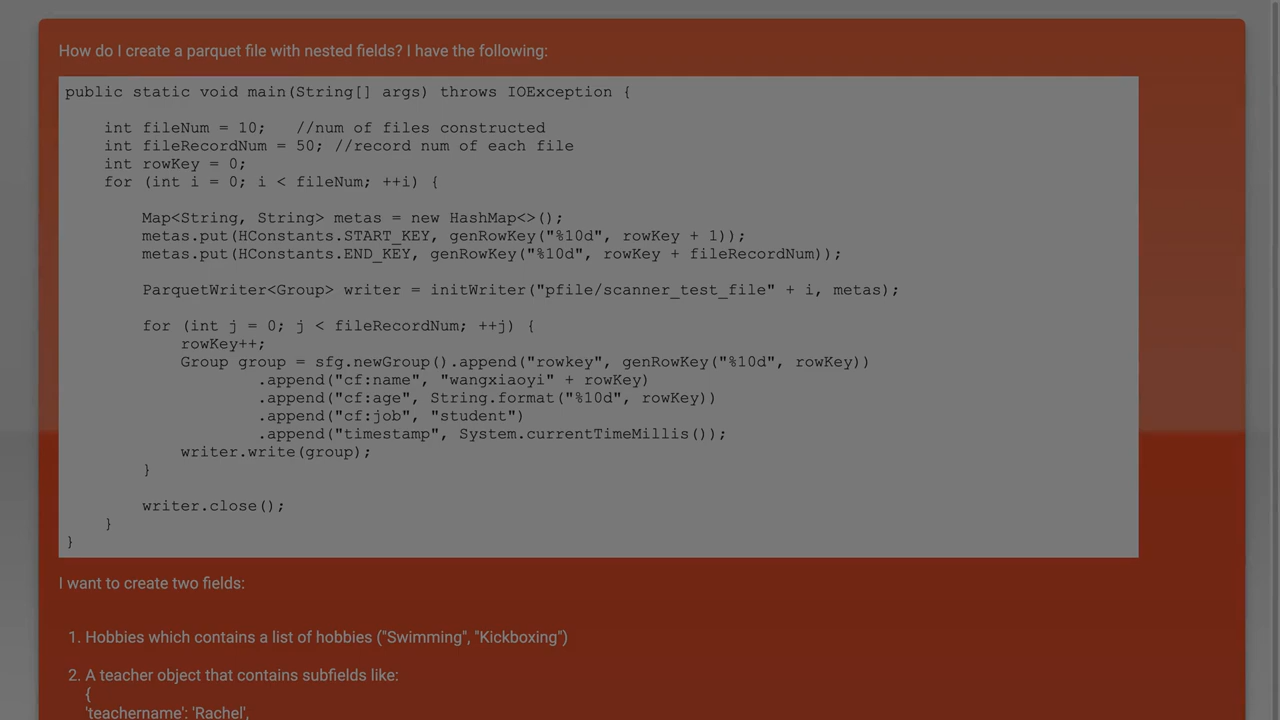 How do I create a parquet file with nested fields? I have the following:
public static void main(String[] args) throws IOException {
int fileNum = 10;   //num of files constructed
int fileRecordNum = 50; //record num of each file
int rowKey = 0;
for (int i = 0; i < fileNum; ++i) {
Map<String, String> metas = new HashMap<>();
metas.put(HConstants.START_KEY, genRowKey("%10d", rowKey + 1));
metas.put(HConstants.END_KEY, genRowKey("%10d", rowKey + fileRecordNum));
ParquetWriter<Group> writer = initWriter("pfile/scanner_test_file" + i, metas);
for (int j = 0; j < fileRecordNum; ++j) {
rowKey++;
Group group = sfg.newGroup().append("rowkey", genRowKey("%10d", rowKey))
.append("cf:name", "wangxiaoyi" + rowKey)
.append("cf:age", String.format("%10d", rowKey))
.append("cf:job", "student")
.append("timestamp", System.currentTimeMillis());
writer.write(group);
}
writer.close();
}
}
I want to create two fields:
1. Hobbies which contains a list of hobbies ("Swimming", "Kickboxing")
2. A teacher object that contains subfields like:
{
'teachername': 'Rachel',